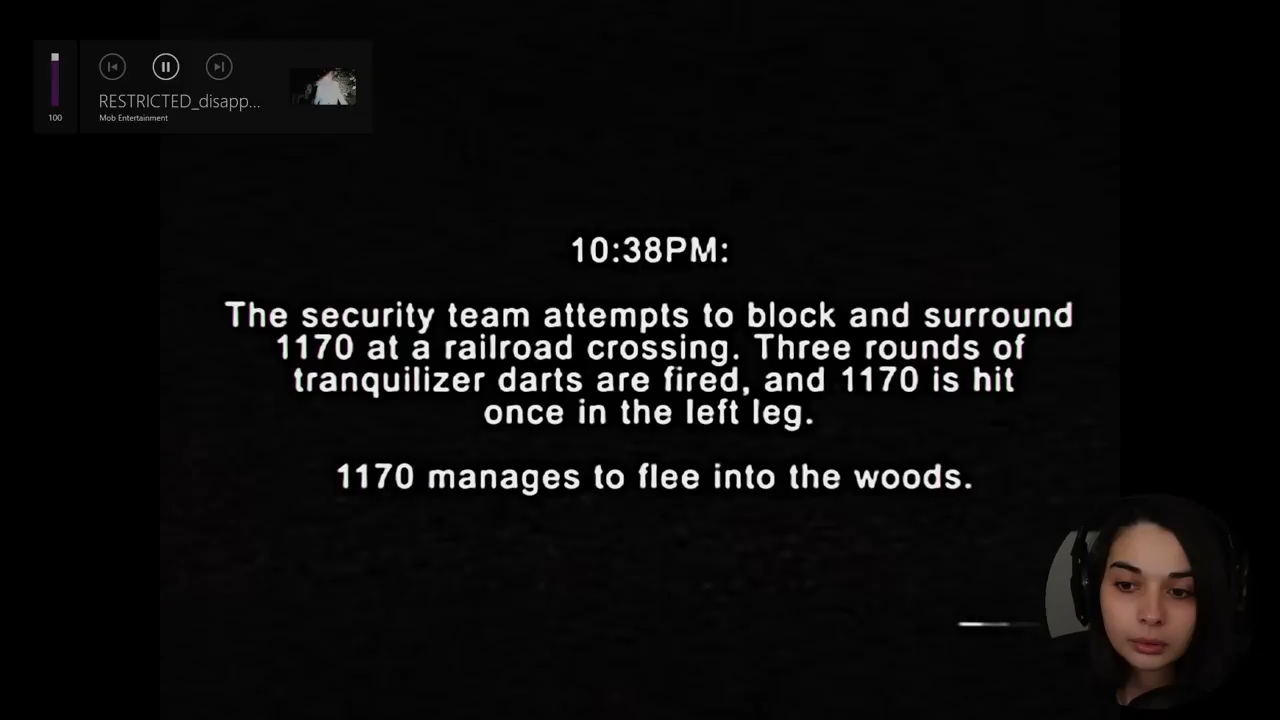 RESTRICTED_disapp...
Mob Entertainment
100
10:38PM:
The security team attempts to block and surround
1170 at a railroad crossing. Three rounds of
tranquilizer darts are fired, and 1170 is hit
once in the left leg.
1170 manages to flee into the woods.